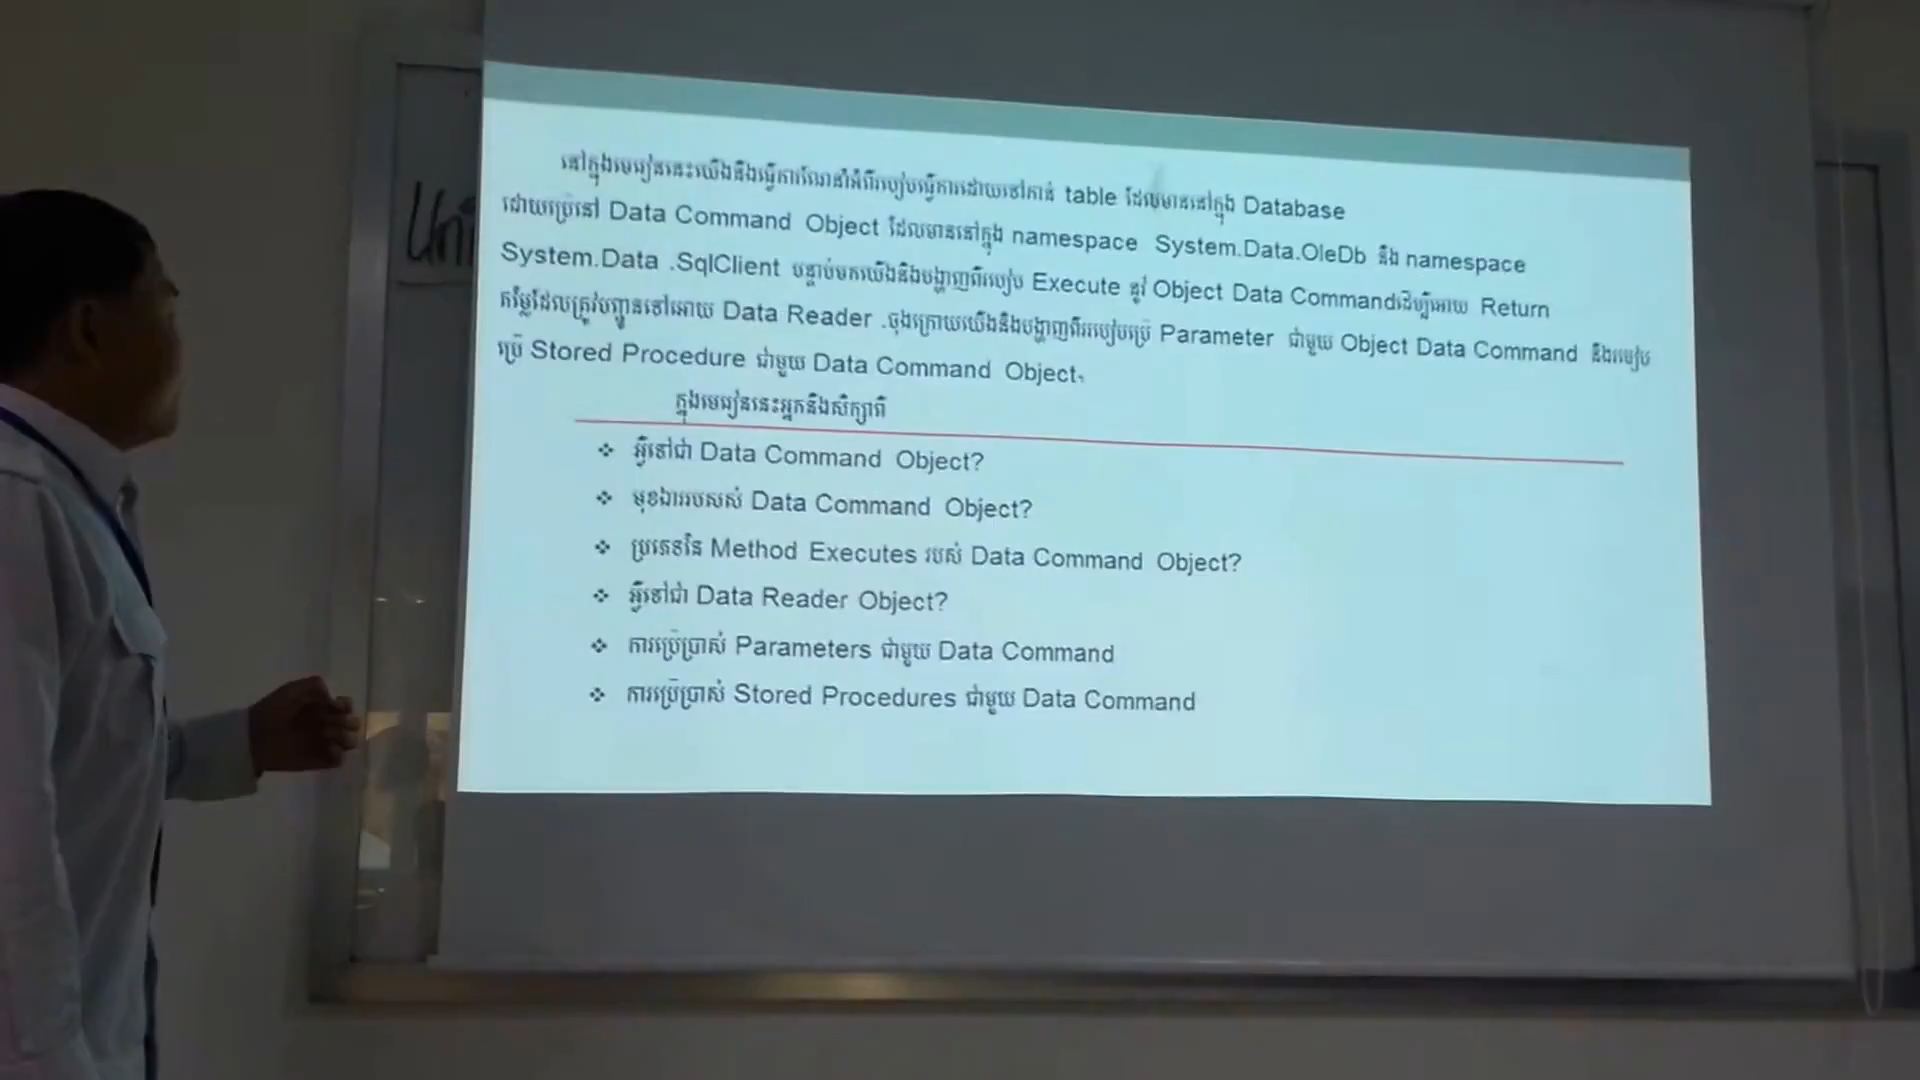 Uni
នៅក្នុងមេរៀននេះយើងនឹងធ្វើការណែនាំអំពីរបៀបធ្វើការដោយទៅកាន់ table ដែលមាននៅក្នុង Database
ដោយប្រើនៅ Data Command Object ដែលមាននៅក្នុង namespace System.Data.OleDb និង namespace
System.Data .SqlClient បន្ទាប់មកយើងនឹងបង្ហាញពីរបៀប Execute នូវ Object Data Commandដើម្បីអោយ Return
តម្លៃដែលត្រូវបញ្ជូនទៅអោយ Data Reader .ចុងក្រោយយើងនឹងបង្ហាញពីរបៀបប្រើ Parameter ជាមួយ Object Data Command និងរបៀប
ប្រើ Stored Procedure ជាមួយ Data Command Object។
ក្នុងមេរៀននេះអ្នកនឹងសិក្សាពី
❖ អ្វីទៅជា Data Command Object?
❖ មុខងាររបសស់ Data Command Object?
❖ ប្រភេទនៃ Method Executes របស់ Data Command Object?
❖ អ្វីទៅជា Data Reader Object?
❖ ការប្រើប្រាស់ Parameters ជាមួយ Data Command
❖ ការប្រើប្រាស់ Stored Procedures ជាមួយ Data Command